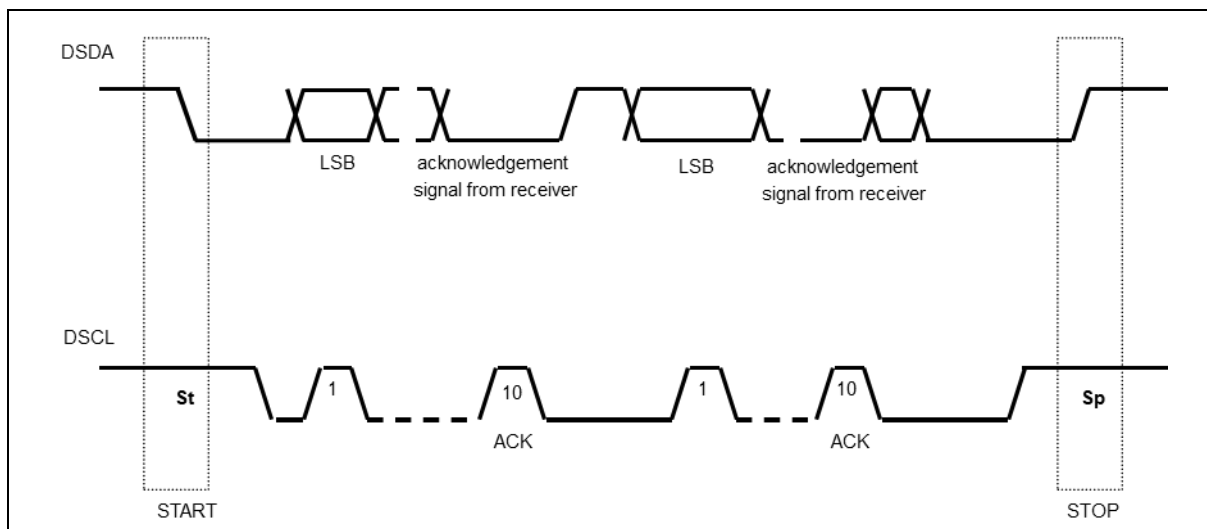 DSDA
LSB
acknowledgement
signal from receiver
LSB
acknowledgement
signal from receiver
DSCL
St
1
10
1
10
Sp
ACK
ACK
START
STOP